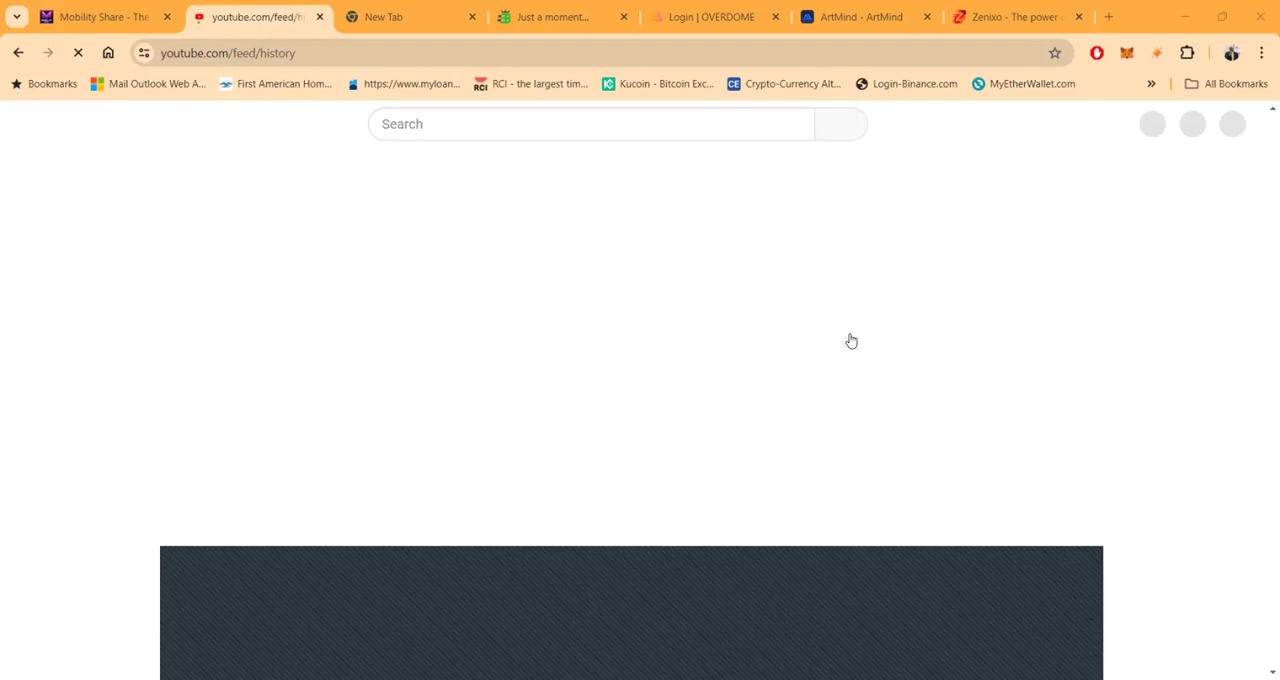 Mobility Share - The
youtube.com/feed/h
New Tab
Just a moment...
Login | OVERDOME
ArtMind - ArtMind
Zenixo - The power
youtube.com/feed/history
Bookmarks
Mail Outlook Web A...
First American Hom...
https://www.myloan...
RCI
RCI - the largest tim...
Kucoin - Bitcoin Exc...
CE
Crypto-Currency Alt...
Login-Binance.com
MyEtherWallet.com
»
All Bookmarks
Search